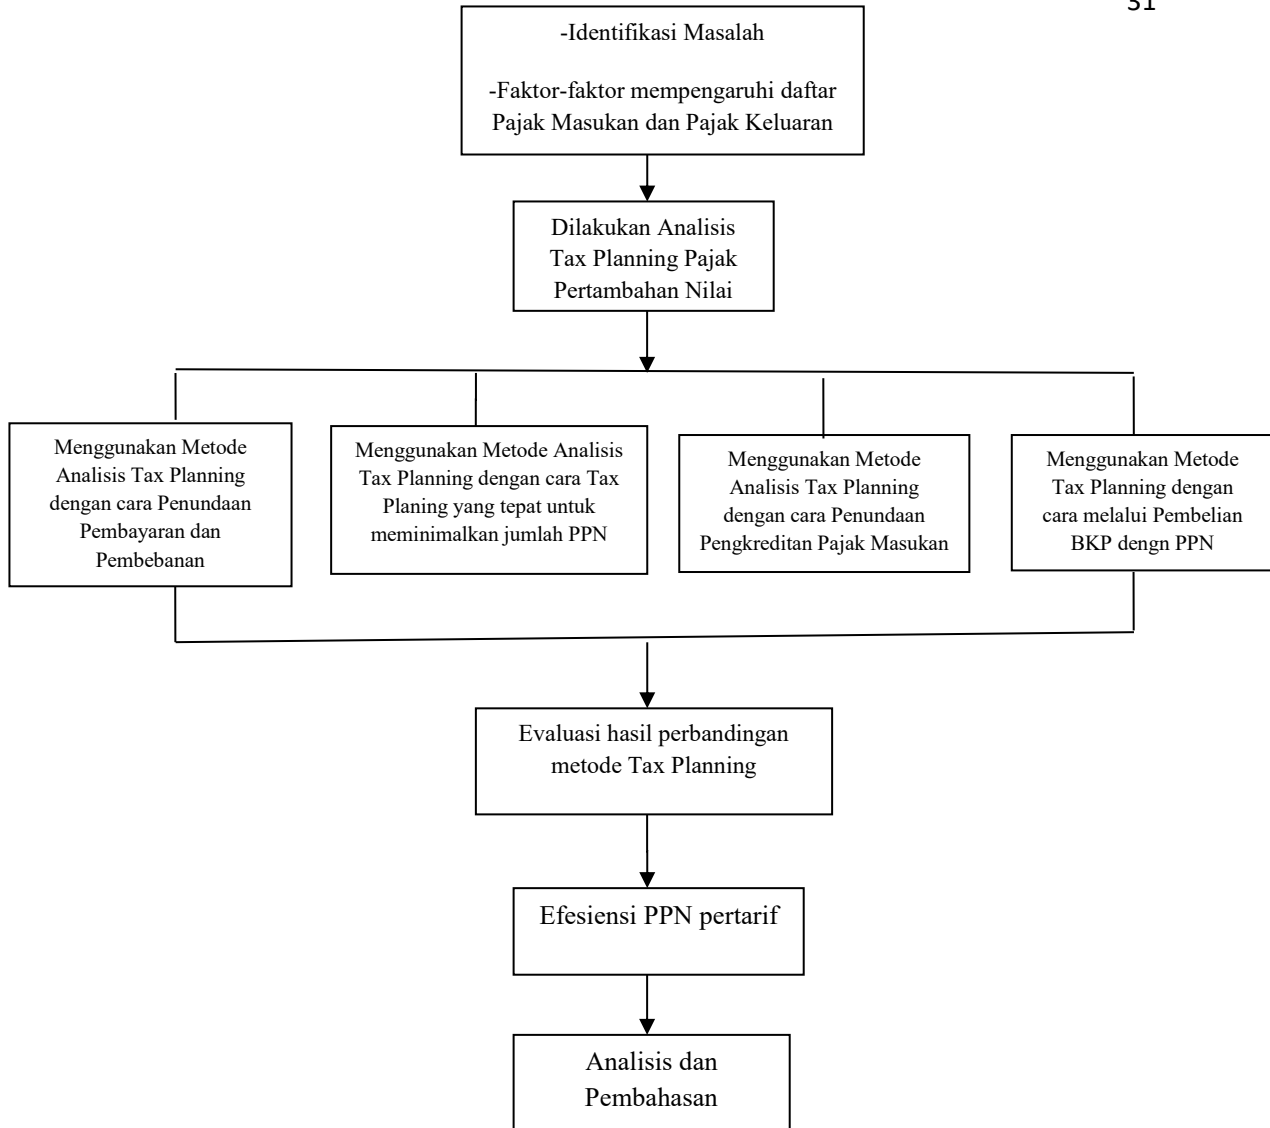 31
-Identifikasi Masalah
-Faktor-faktor mempengaruhi daftar
Pajak Masukan dan Pajak Keluaran
Dilakukan Analisis
Tax Planning Pajak
Pertambahan Nilai
Menggunakan Metode
Analisis Tax Planning
dengan cara Penundaan
Pembayaran dan
Pembebanan
Menggunakan Metode Analisis
Tax Planning dengan cara Tax
Planing yang tepat untuk
meminimalkan jumlah PPN
Menggunakan Metode
Analisis Tax Planning
dengan cara Penundaan
Pengkreditan Pajak Masukan
Menggunakan Metode
Tax Planning dengan
cara melalui Pembelian
BKP dengn PPN
Evaluasi hasil perbandingan
metode Tax Planning
Efesiensi PPN pertarif
Analisis dan
Pembahasan